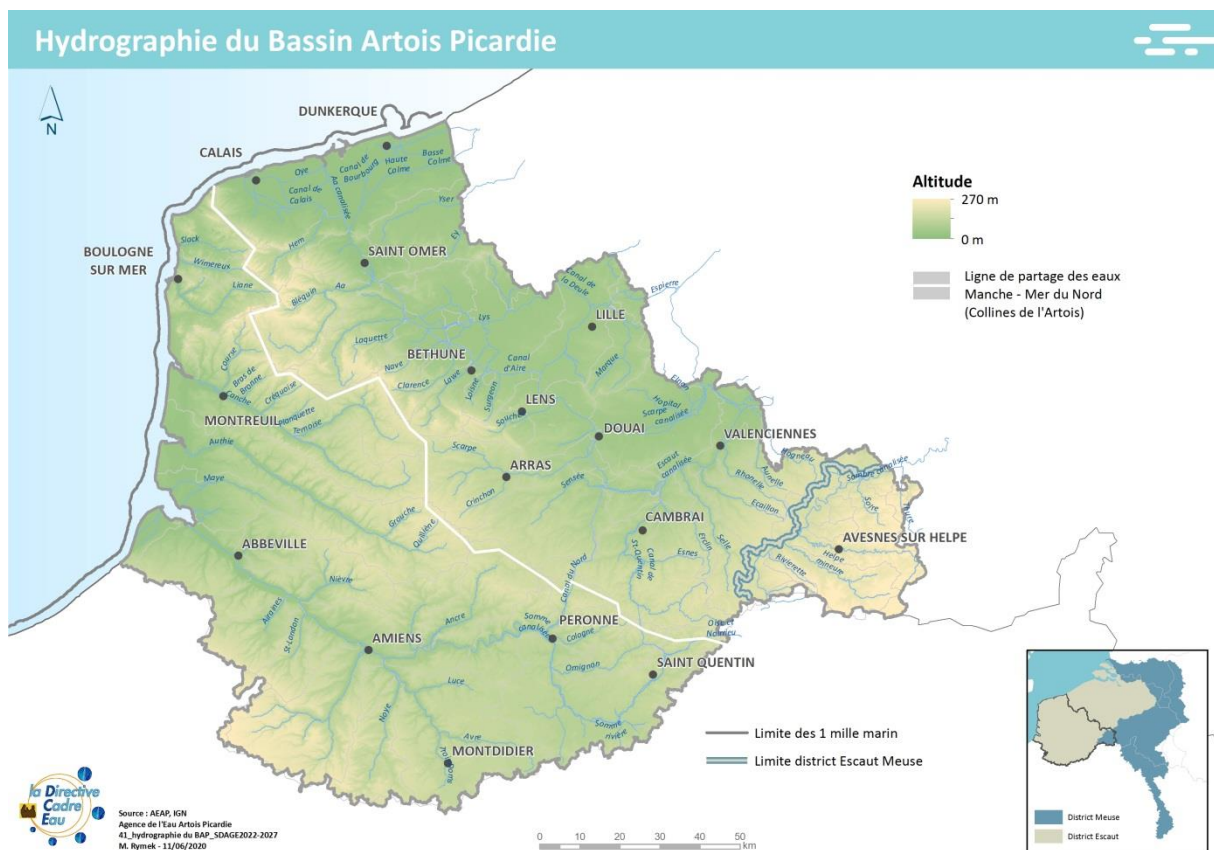 Hydrographie du Bassin Artois Picardie
N
DUNKERQUE
CALAIS
Oye
Canal de
Bourbourg
Haute
Colme
Basse
Colme
Canal de
Calais
Aa canalisée
Yser
Hem
Slack
BOULOGNE
SUR MER
Wimereux
SAINT OMER
Liane
Bléquin
Aa
Canal de
la Deule
Espierre
Lys
LILLE
Laquette
BETHUNE
Nave
Clarence
Lawe
Loisne
Surgeon
Canal
d'Aire
Marque
Course
Bras de
Bronne
Créquoise
Canche
MONTREUIL
Planquette
Ternoise
LENS
Souchez
Hopital
Scarpe
canalisée
DOUAI
VALENCIENNES
Authie
Scarpe
Escaut
canalisée
Hogneau
Sambre canalisée
Maye
ARRAS
Sensée
Rhonelle
Aunelle
Crinchon
Ecaillon
Solre
Grouche
Quilliène
CAMBRAI
Erclin
Selle
ABBEVILLE
AVESNES SUR HELPE
Canal de
St-Quentin
Esnes
Rivierette
Helpe
mineure
Canal du Nord
Nièvre
Airaines
St-Landon
Ancre
Somme
canalisée
PERONNE
Cologne
AMIENS
Omignon
SAINT QUENTIN
Luce
Noye
Avre
Somme
rivière
MONTDIDIER
Altitude
270 m
0 m
Ligne de partage des eaux
Manche - Mer du Nord
(Collines de l'Artois)
Limite des 1 mille marin
Limite district Escaut Meuse
District Meuse
District Escaut
la Directive
Cadre
Eau
Source : AEAP, IGN
Agence de l'Eau Artois Picardie
41_hydrographie du BAP_SDAGE2022-2027
M. Rymek - 11/06/2020
0 10 20 30 40 50
km